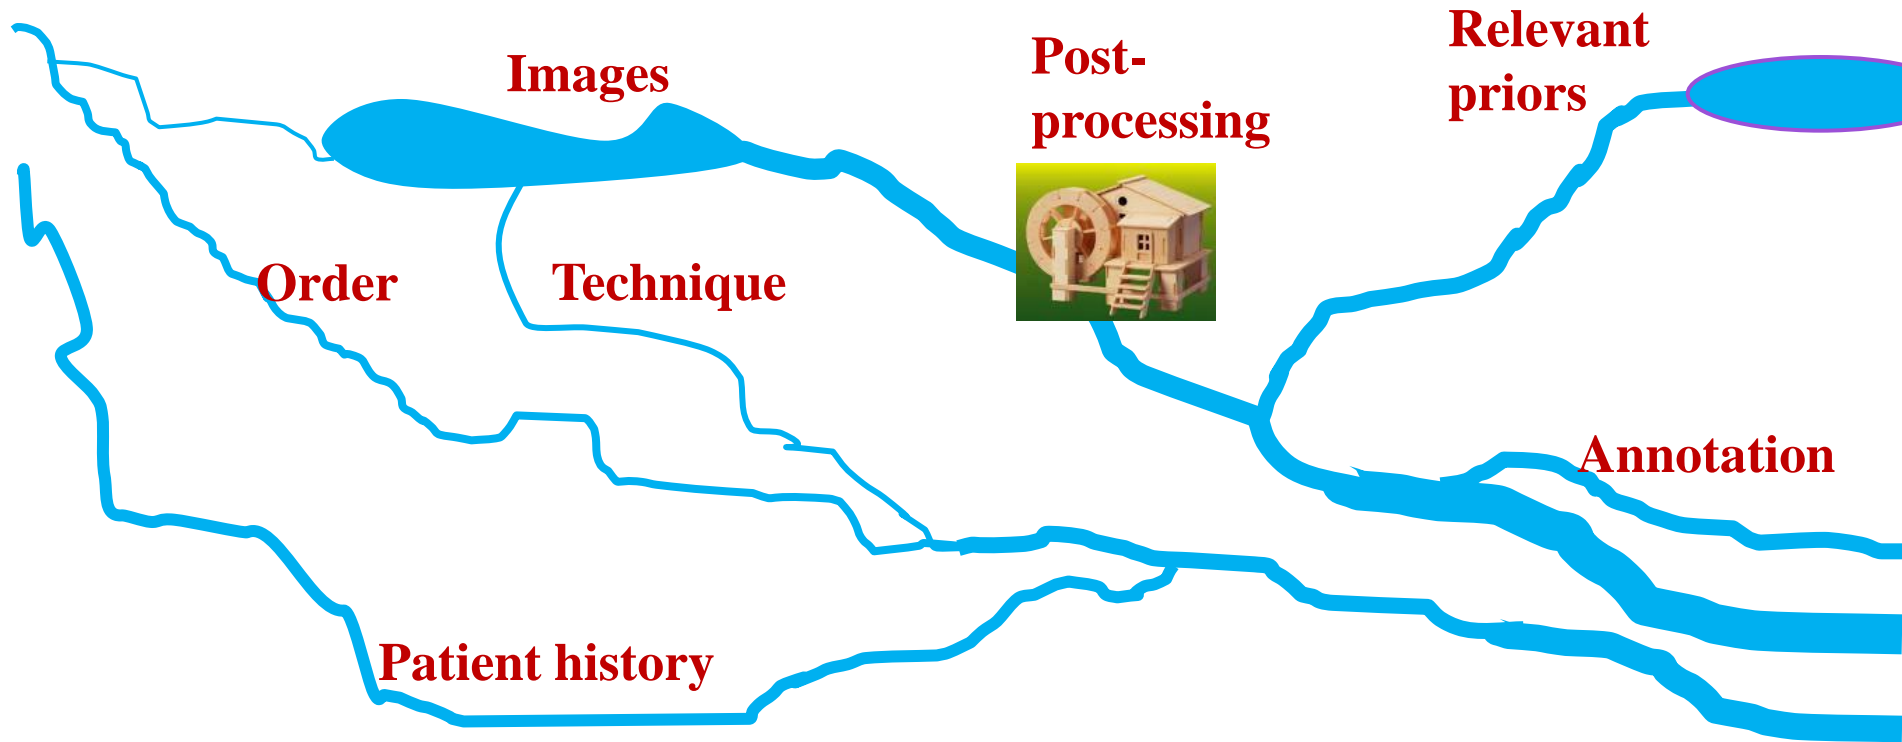 Images
Post-
processing
Relevant
priors
Order
Technique
Annotation
Patient history